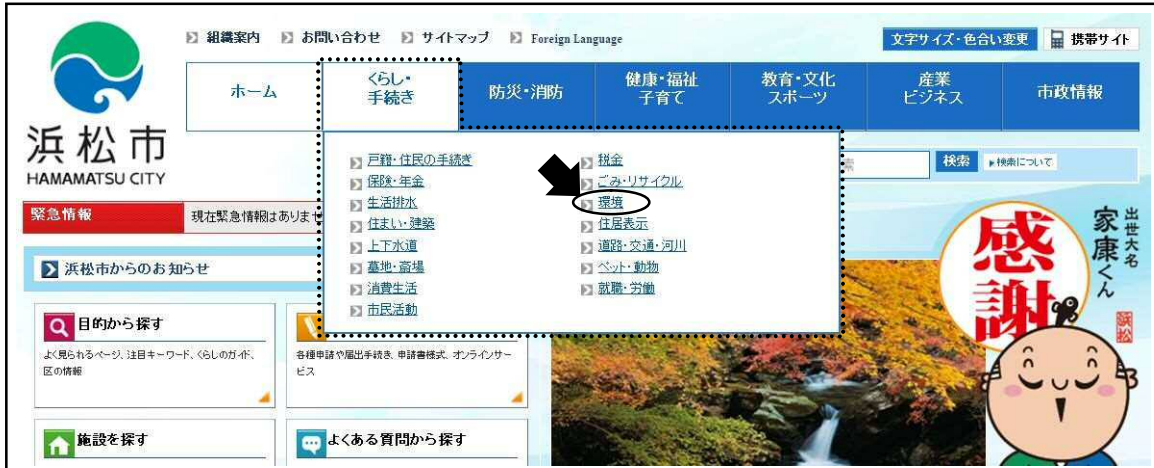 組織案内 お問い合わせ サイトマップ Foreign Language
文字サイズ・色合い変更 携帯サイト
ホーム
くらし・
手続き
防災・消防
健康・福祉
子育て
教育・文化
スポーツ
産業
ビジネス
市政情報
浜松市
HAMAMATSU CITY
検索 検索について
戸籍・住民の手続き
保険・年金
生活排水
住まい・建築
上下水道
墓地・斎場
消費生活
市民活動
税金
ごみ・リサイクル
環境
住居表示
道路・交通・河川
ペット・動物
就職・労働
緊急情報 現在緊急情報はありませ
浜松市からのお知らせ
目的から探す
よく見られるページ、注目キーワード、くらしのガイド、
区の情報
各種申請や届出手続き、申請書様式、オンラインサー
ビス
施設を探す
よくある質問から探す
感謝
出世大名
家康くん
浜松